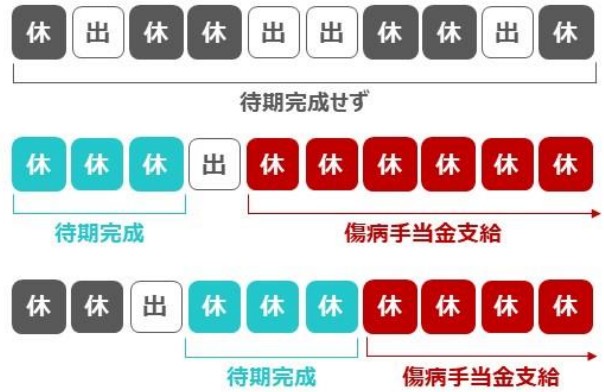 休 出 休 休 出 出 休 休 出 休
待期完成せず
休 休 休 出 休 休 休 休 休 休
待期完成 傷病手当金支給
休 休 出 休 休 休 休 休 休 休
待期完成 傷病手当金支給